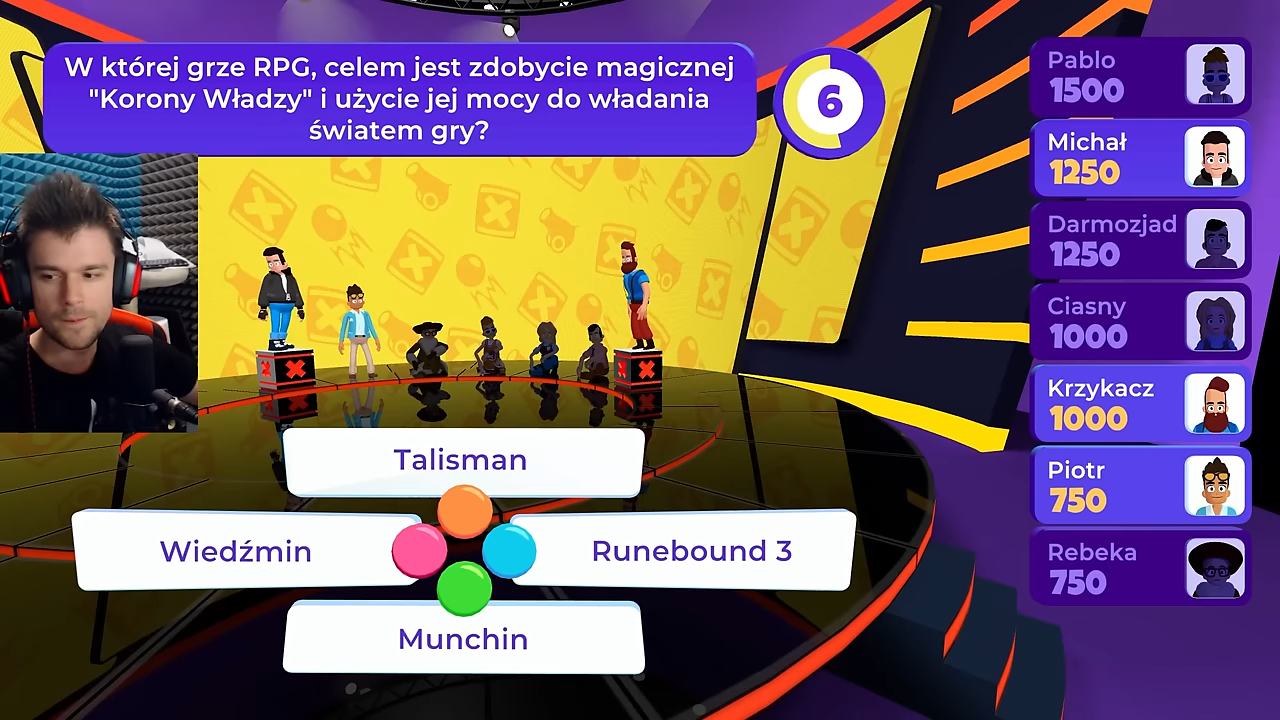 W której grze RPG, celem jest zdobycie magicznej
"Korony Władzy" i użycie jej mocy do władania
światem gry?
6
Talisman
Wiedźmin
Runebound 3
Munchin
Pablo
1500
Michał
1250
Darmozjad
1250
Ciasny
1000
Krzykacz
1000
Piotr
750
Rebeka
750